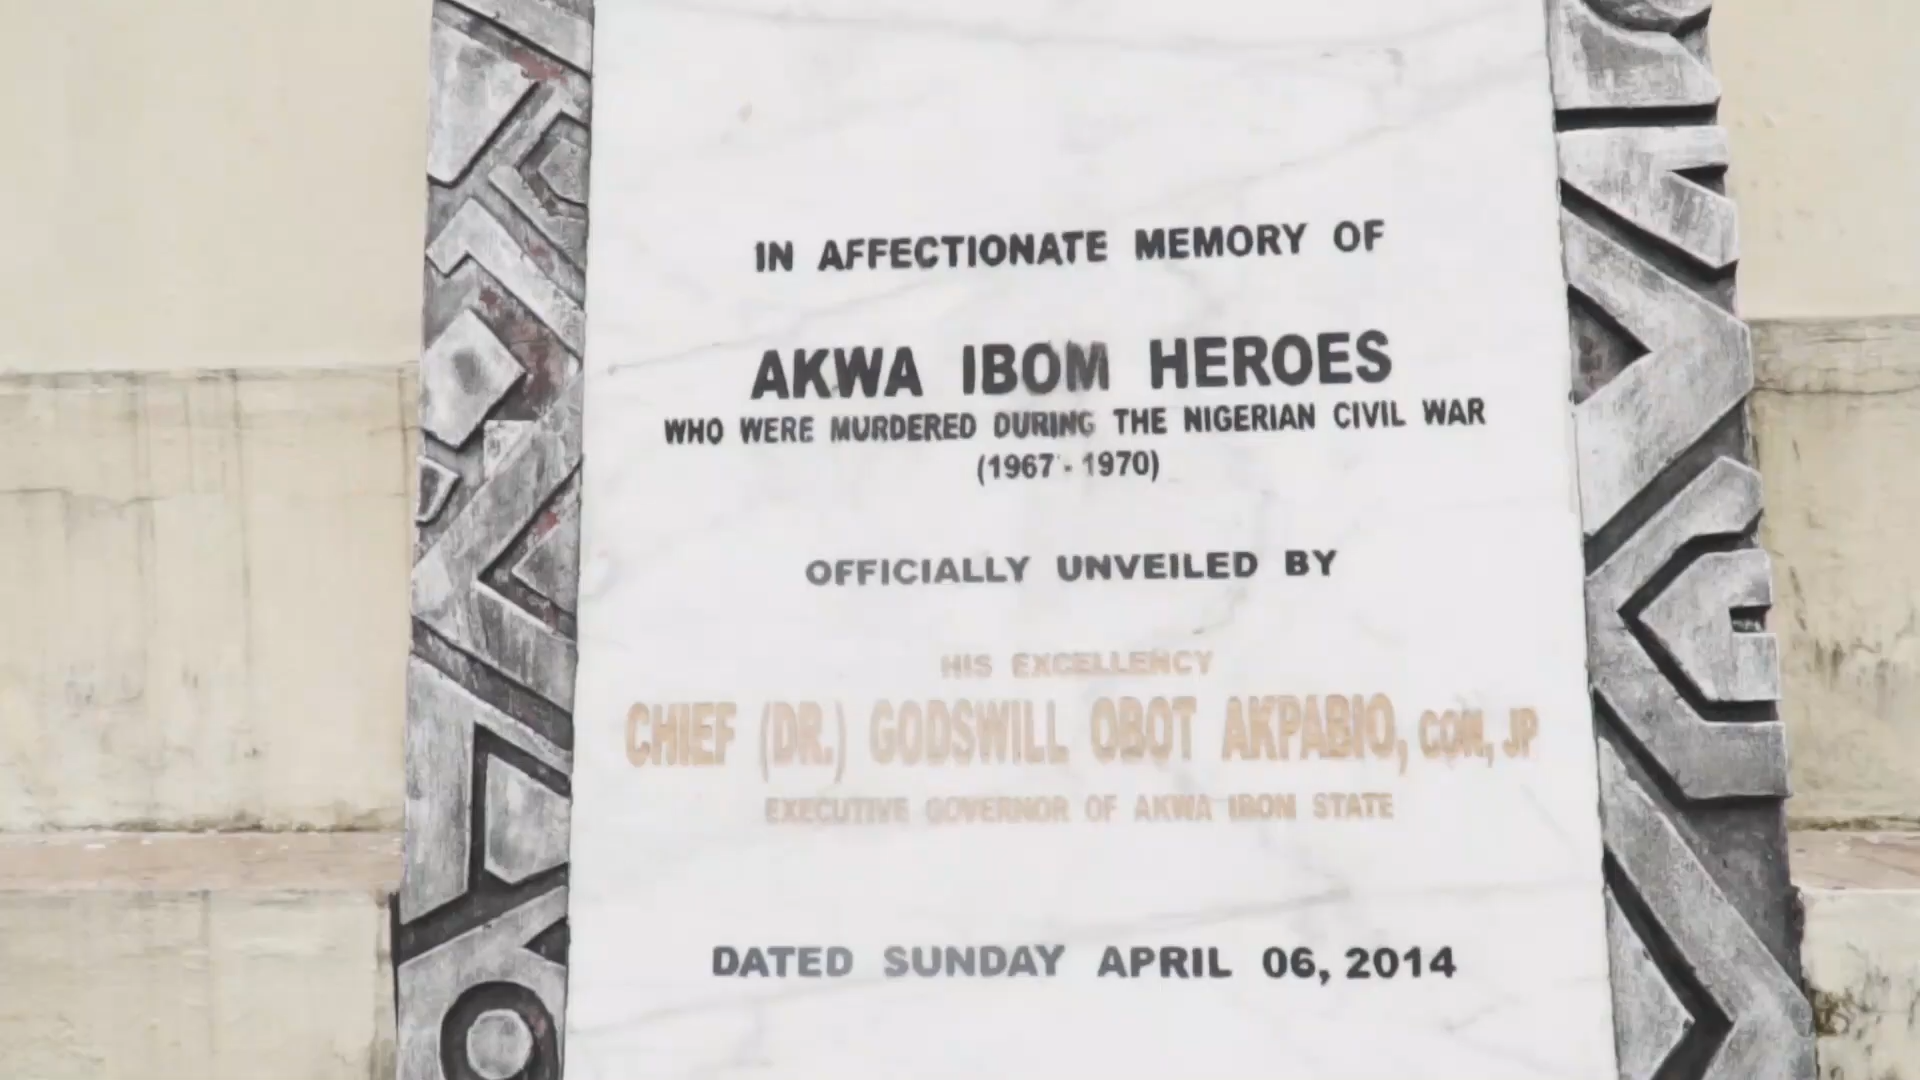 IN AFFECTIONATE MEMORY OF
AKWA IBOM HEROES
WHO WERE MURDERED DURING THE NIGERIAN CIVIL WAR
(1967 - 1970)
OFFICIALLY UNVEILED BY
HIS EXCELLENCY
CHIEF (DR.) GODSWILL OBOT AKPABIO, CON, JP
EXECUTIVE GOVERNOR OF AKWA IBOM STATE
DATED SUNDAY APRIL 06, 2014